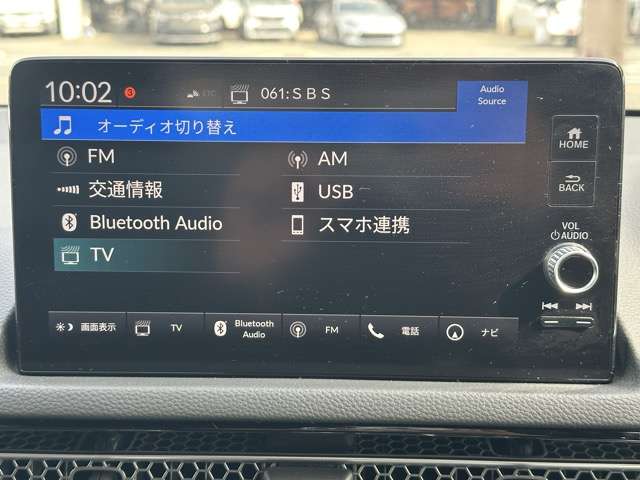 10:02 3 ETC 061:SBS Audio Source
オーディオ切り替え
FM AM
交通情報 USB
Bluetooth Audio スマホ連携
TV
画面表示 TV Bluetooth Audio FM 電話 ナビ
HOME
BACK
VOL
AUDIO